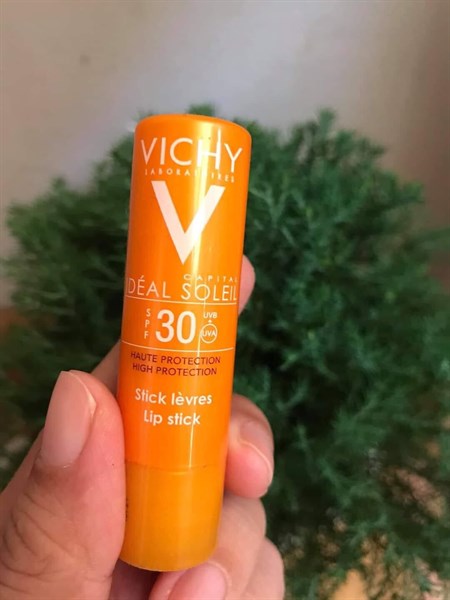 VICHY
LABORATOIRES
V
CAPITAL
IDÉAL SOLEIL
SPF 30 UVB + UVA
HAUTE PROTECTION
HIGH PROTECTION
Stick lèvres
Lip stick